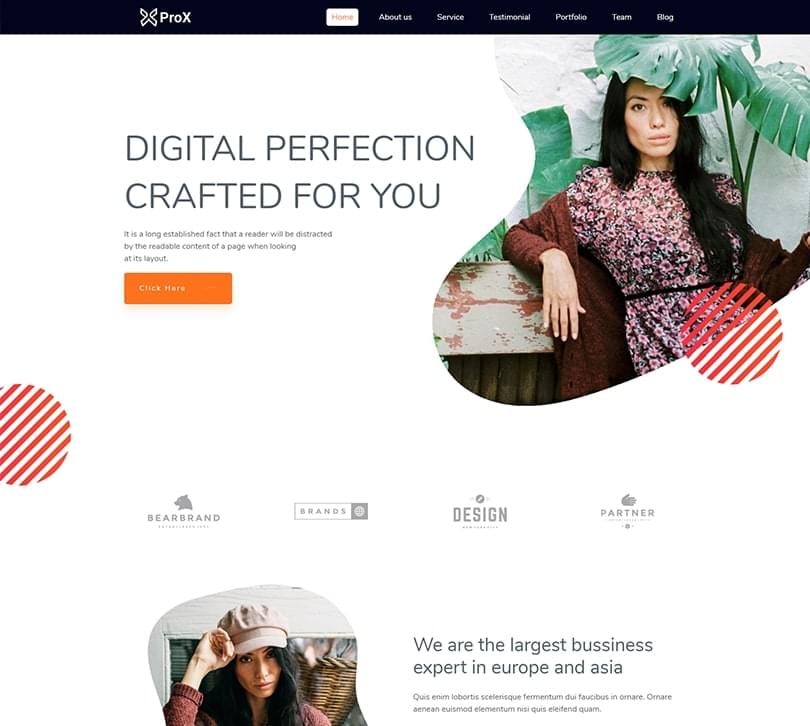 ProX
Home About us Service Testimonial Portfolio Team Blog
DIGITAL PERFECTION
CRAFTED FOR YOU
It is a long established fact that a reader will be distracted
by the readable content of a page when looking
at its layout.
Click Here
BEARBRAND
BRANDS
DESIGN
PARTNER
We are the largest bussiness
expert in europe and asia
Quis enim lobortis scelerisque fermentum dui faucibus in ornare. Ornare
aenean euismod elementum nisi quis eleifend quam.